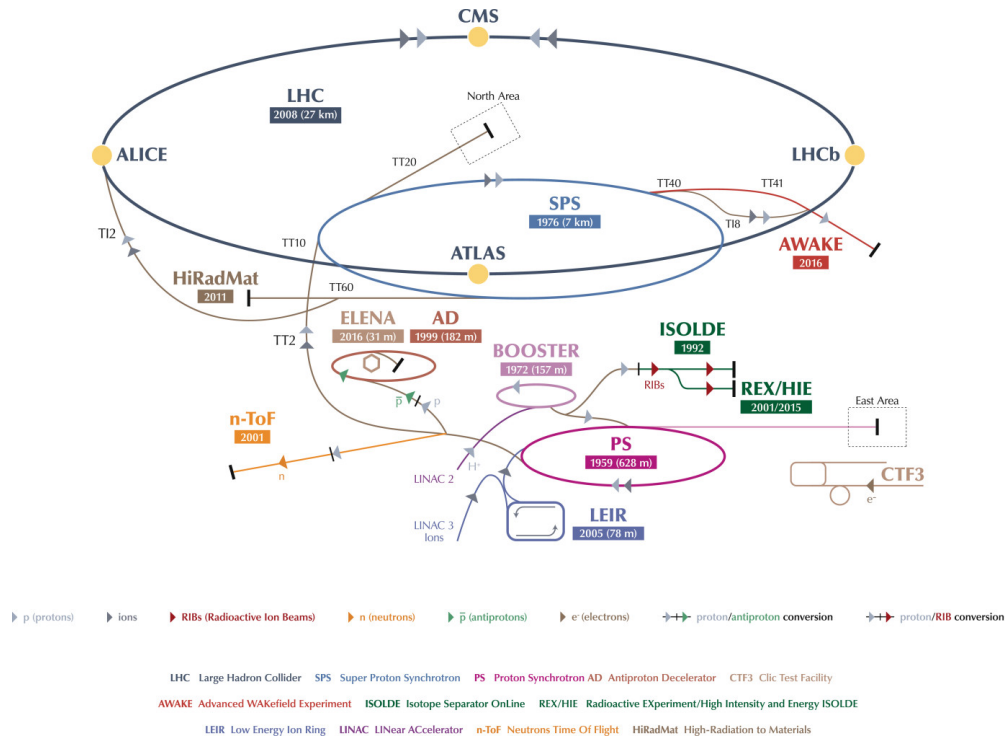 CMS
LHC
2008 (27 km)
North Area
ALICE
LHCb
TT20
TT40
TT41
SPS
1976 (7 km)
TI8
TI2
TT10
ATLAS
AWAKE
2016
HiRadMat
2011
TT60
ELENA
2016 (31 m)
AD
1999 (182 m)
TT2
BOOSTER
1972 (157 m)
ISOLDE
1992
RIBs
REX/HIE
2001/2015
p̅
p
East Area
n-ToF
2001
PS
1959 (628 m)
n
H⁺
LINAC 2
CTF3
e⁻
LINAC 3
Ions
LEIR
2005 (78 m)
p (protons)
ions
RIBs (Radioactive Ion Beams)
n (neutrons)
p̅ (antiprotons)
e⁻ (electrons)
proton/antiproton conversion
proton/RIB conversion
LHC Large Hadron Collider SPS Super Proton Synchrotron PS Proton Synchrotron AD Antiproton Decelerator CTF3 Clic Test Facility
AWAKE Advanced WAKefield Experiment ISOLDE Isotope Separator OnLine REX/HIE Radioactive EXperiment/High Intensity and Energy ISOLDE
LEIR Low Energy Ion Ring LINAC LINear ACcelerator n-ToF Neutrons Time Of Flight HiRadMat High-Radiation to Materials